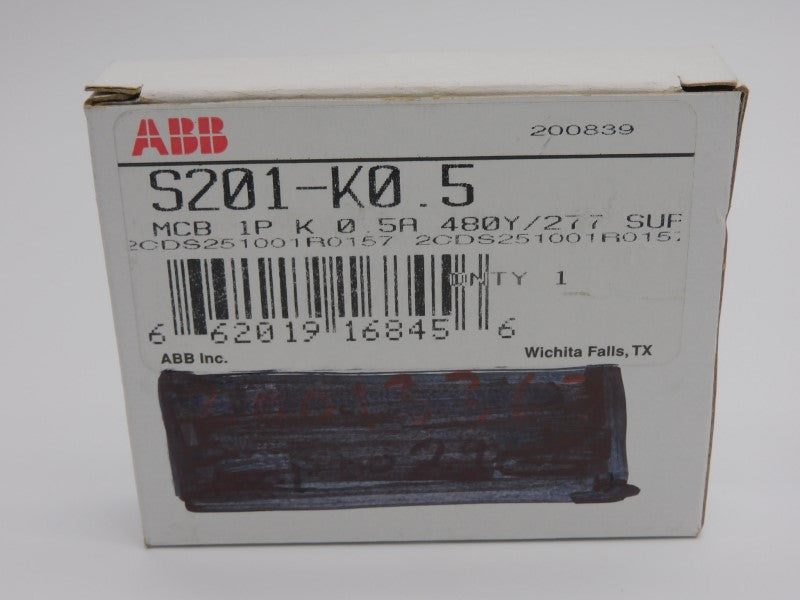 ABB
200839
S201-K0.5
MCB 1P K 0.5A 480Y/277 SUP
2CDS251001R0157 2CDS251001R0157
QNTY 1
6 62019 16845 6
ABB Inc.
Wichita Falls, TX